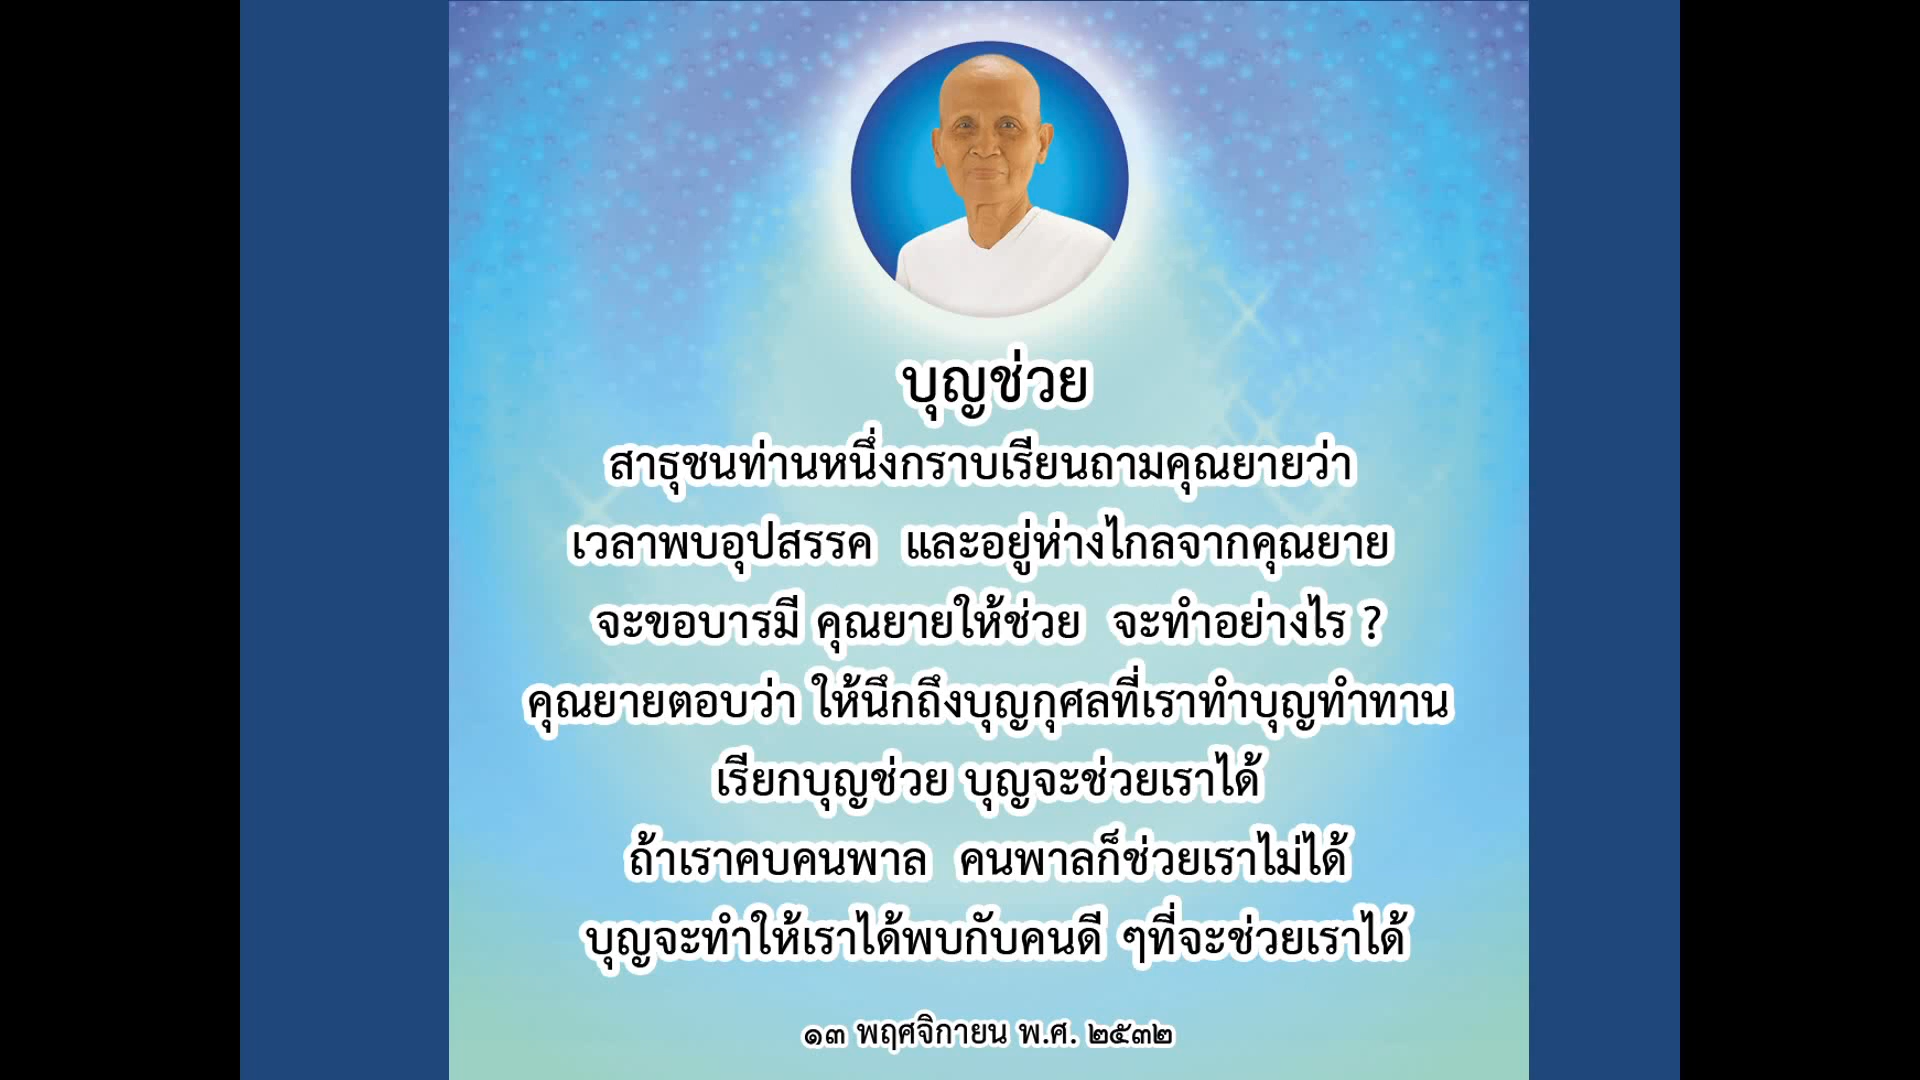 บุญช่วย
สาธุชนท่านหนึ่งกราบเรียนถามคุณยายว่า
เวลาพบอุปสรรค และอยู่ห่างไกลจากคุณยาย
จะขอบารมี คุณยายให้ช่วย จะทำอย่างไร ?
คุณยายตอบว่า ให้นึกถึงบุญกุศลที่เราทำบุญทำทาน
เรียกบุญช่วย บุญจะช่วยเราได้
ถ้าเราคบคนพาล คนพาลก็ช่วยเราไม่ได้
บุญจะทำให้เราได้พบกับคนดี ๆที่จะช่วยเราได้
๑๓ พฤศจิกายน พ.ศ. ๒๕๓๒